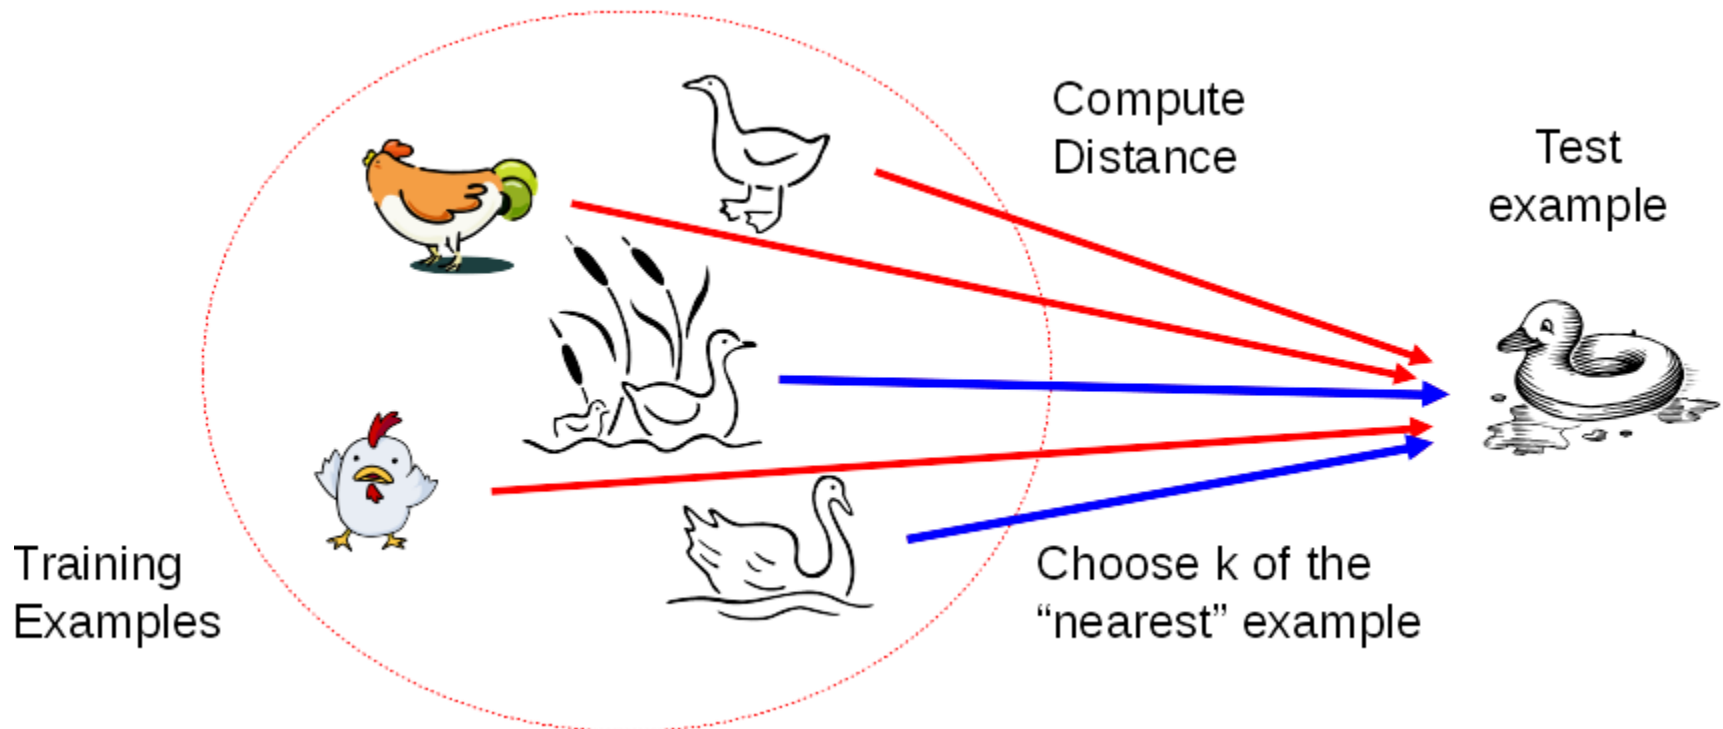 Compute
Distance
Test
example
Training
Examples
Choose k of the
“nearest” example